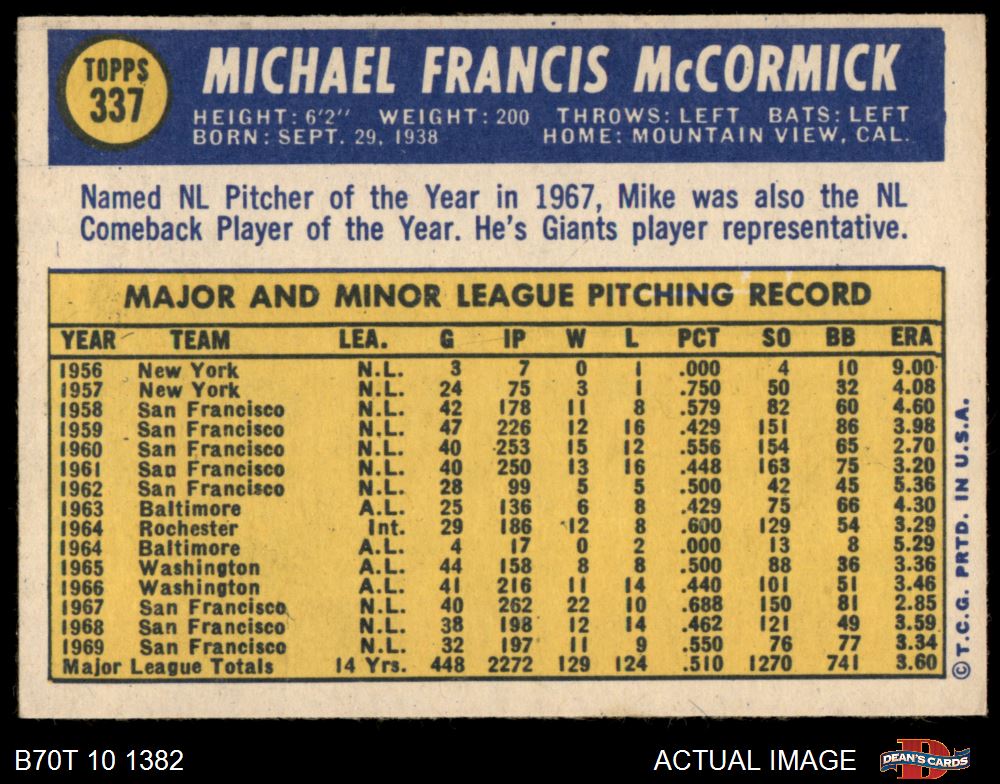 TOPPS
337
MICHAEL FRANCIS McCORMICK
HEIGHT: 6'2" WEIGHT: 200 THROWS: LEFT BATS: LEFT
BORN: SEPT. 29, 1938 HOME: MOUNTAIN VIEW, CAL.
Named NL Pitcher of the Year in 1967, Mike was also the NL
Comeback Player of the Year. He's Giants player representative.
MAJOR AND MINOR LEAGUE PITCHING RECORD
YEAR TEAM LEA. G IP W L PCT SO BB ERA
1956 New York N.L. 3 7 0 1 .000 4 10 9.00
1957 New York N.L. 24 75 3 1 .750 50 32 4.08
1958 San Francisco N.L. 42 178 11 8 .579 82 60 4.60
1959 San Francisco N.L. 47 226 12 16 .429 151 86 3.98
1960 San Francisco N.L. 40 253 15 12 .556 154 65 2.70
1961 San Francisco N.L. 40 250 13 16 .448 163 75 3.20
1962 San Francisco N.L. 28 99 5 5 .500 42 45 5.36
1963 Baltimore A.L. 25 136 6 8 .429 75 66 4.30
1964 Rochester Int. 29 186 12 8 .600 129 54 3.29
1964 Baltimore A.L. 4 17 0 2 .000 13 8 5.29
1965 Washington A.L. 44 158 8 8 .500 88 36 3.36
1966 Washington A.L. 41 216 11 14 .440 101 51 3.46
1967 San Francisco N.L. 40 262 22 10 .688 150 81 2.85
1968 San Francisco N.L. 38 198 12 14 .462 121 49 3.59
1969 San Francisco N.L. 32 197 11 9 .550 76 77 3.34
Major League Totals 14 Yrs. 448 2272 129 124 .510 1270 741 3.60
© T.C.G. PRTD. IN U.S.A.
B70T 10 1382 ACTUAL IMAGE
DEAN'S CARDS